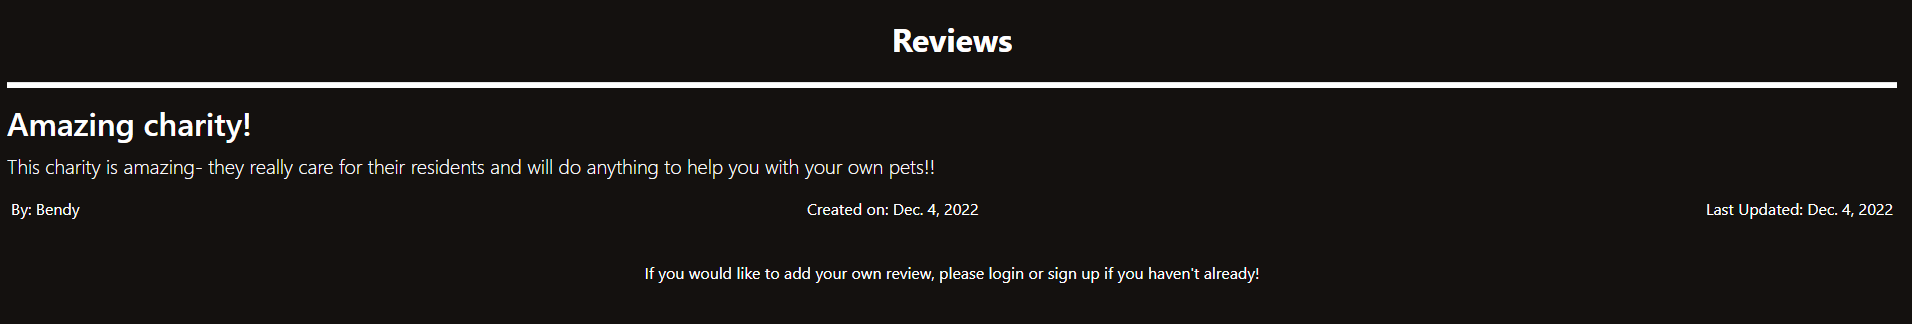 Reviews
Amazing charity!
This charity is amazing- they really care for their residents and will do anything to help you with your own pets!!
By: Bendy Created on: Dec. 4, 2022 Last Updated: Dec. 4, 2022
If you would like to add your own review, please login or sign up if you haven't already!